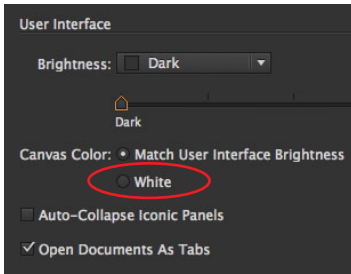 User Interface
Brightness: Dark
Dark
Canvas Color: Match User Interface Brightness
White
Auto-Collapse Iconic Panels
Open Documents As Tabs